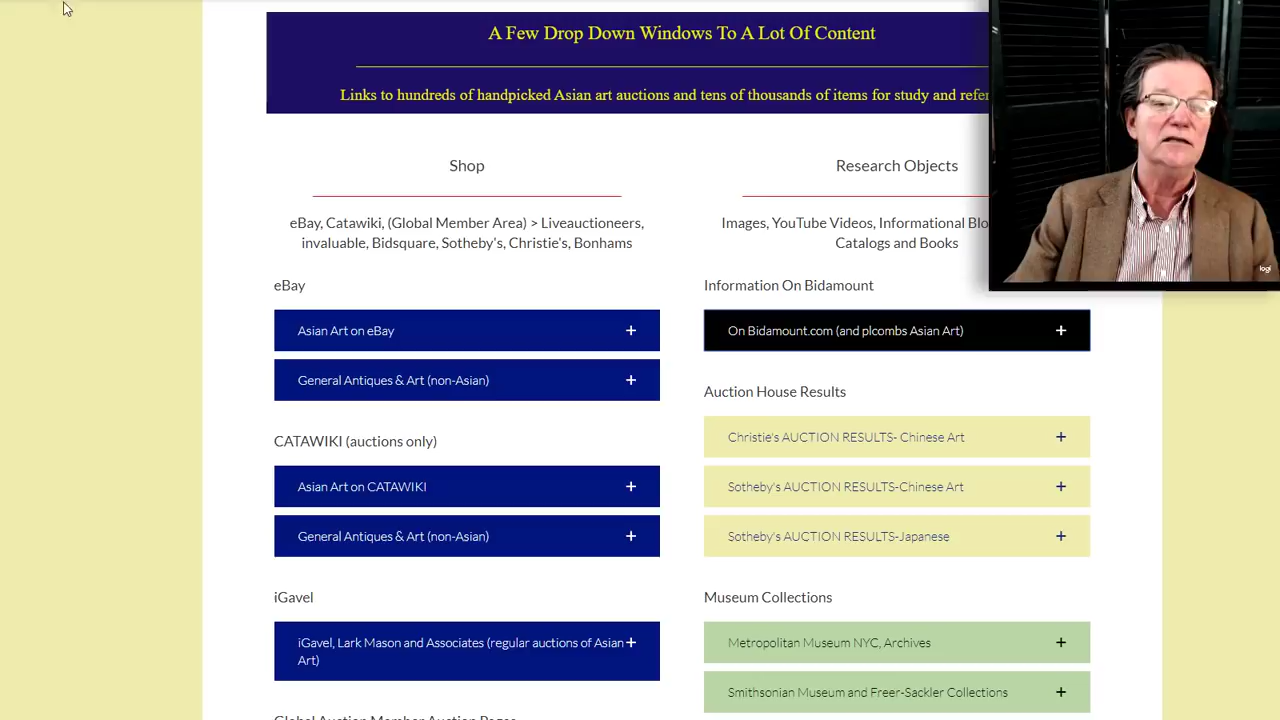 A Few Drop Down Windows To A Lot Of Content
Links to hundreds of handpicked Asian art auctions and tens of thousands of items for study and
Shop
eBay, Catawiki, (Global Member Area) > Liveauctioneers,
invaluable, Bidsquare, Sotheby's, Christie's, Bonhams
eBay
Asian Art on eBay +
General Antiques & Art (non-Asian) +
CATAWIKI (auctions only)
Asian Art on CATAWIKI +
General Antiques & Art (non-Asian) +
iGavel
iGavel, Lark Mason and Associates (regular auctions of Asian +
Art)
Global Auction Member Auction Pages
Research Objects
Images, YouTube Videos, Informational
Catalogs and Books
Information On Bidamount
On Bidamount.com (and plcombs Asian Art) +
Auction House Results
Christie's AUCTION RESULTS- Chinese Art +
Sotheby's AUCTION RESULTS-Chinese Art +
Sotheby's AUCTION RESULTS-Japanese +
Museum Collections
Metropolitan Museum NYC, Archives +
Smithsonian Museum and Freer-Sackler Collections +
logi